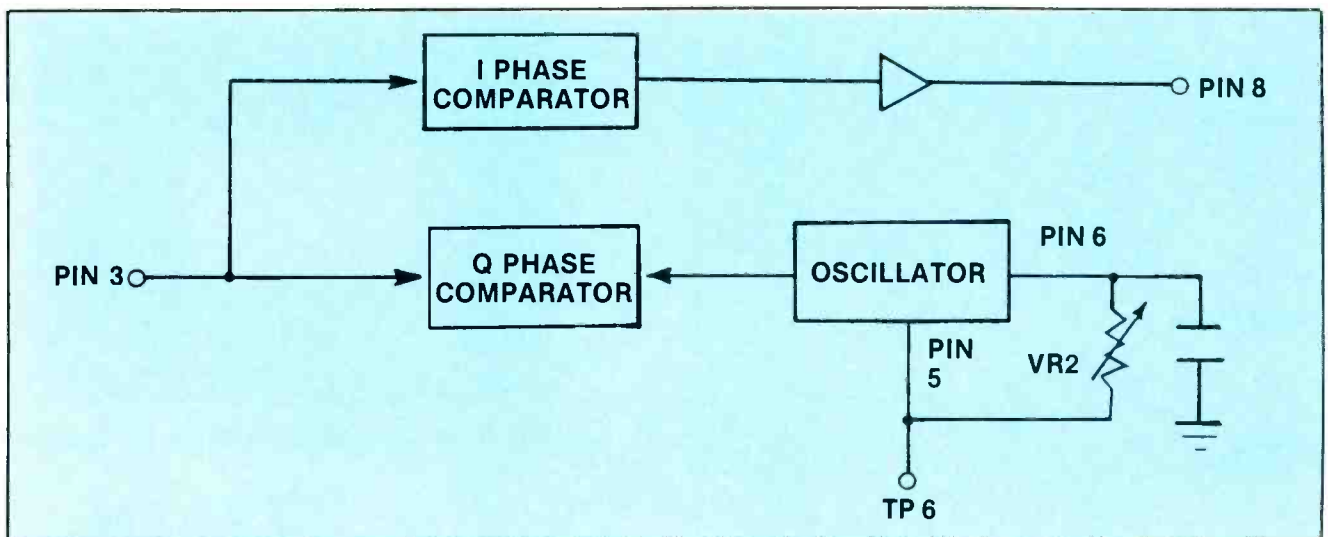 I PHASE
COMPARATOR
PIN 8
PIN 3
Q PHASE
COMPARATOR
OSCILLATOR
PIN 6
PIN
5
VR2
TP 6